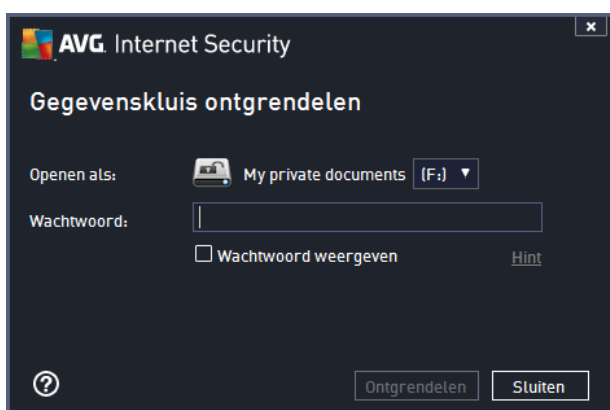 AVG. Internet Security
Gegevenskluis ontgrendelen
Openen als: My private documents (F:)
Wachtwoord:
Wachtwoord weergeven Hint
Ontgrendelen Sluiten